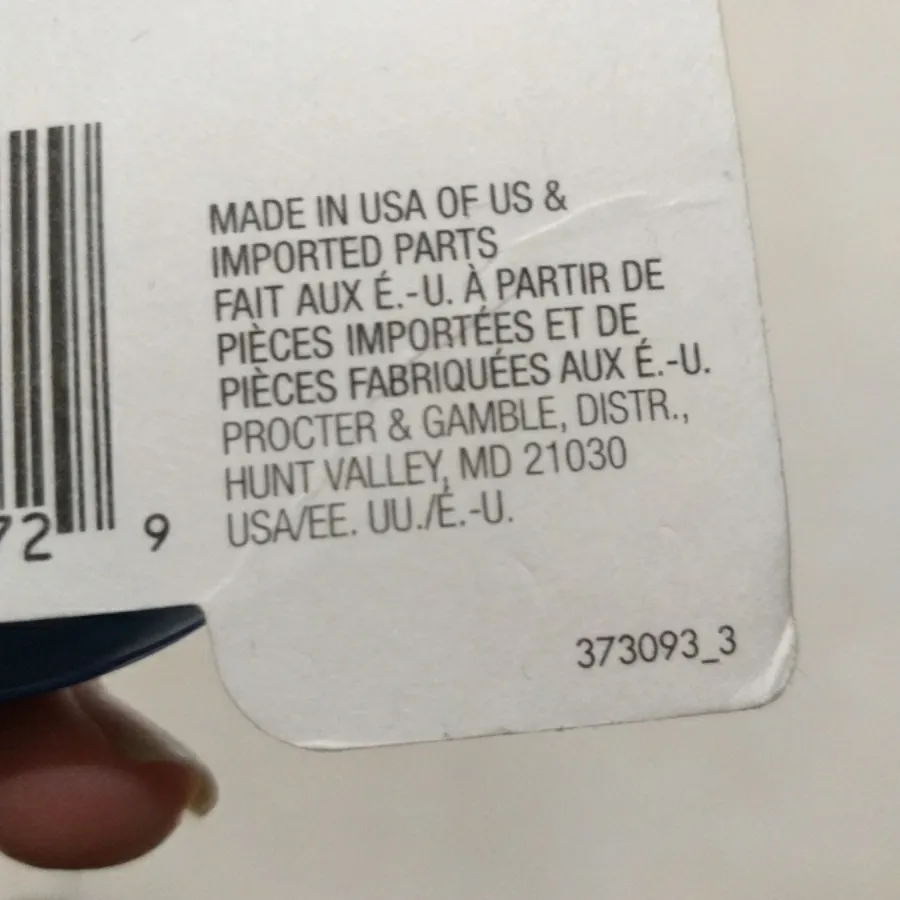 MADE IN USA OF US &
IMPORTED PARTS
FAIT AUX É.-U. À PARTIR DE
PIÈCES IMPORTÉES ET DE
PIÈCES FABRIQUÉES AUX É.-U.
PROCTER & GAMBLE, DISTR.,
HUNT VALLEY, MD 21030
USA/EE. UU./É.-U.
72 9
373093_3